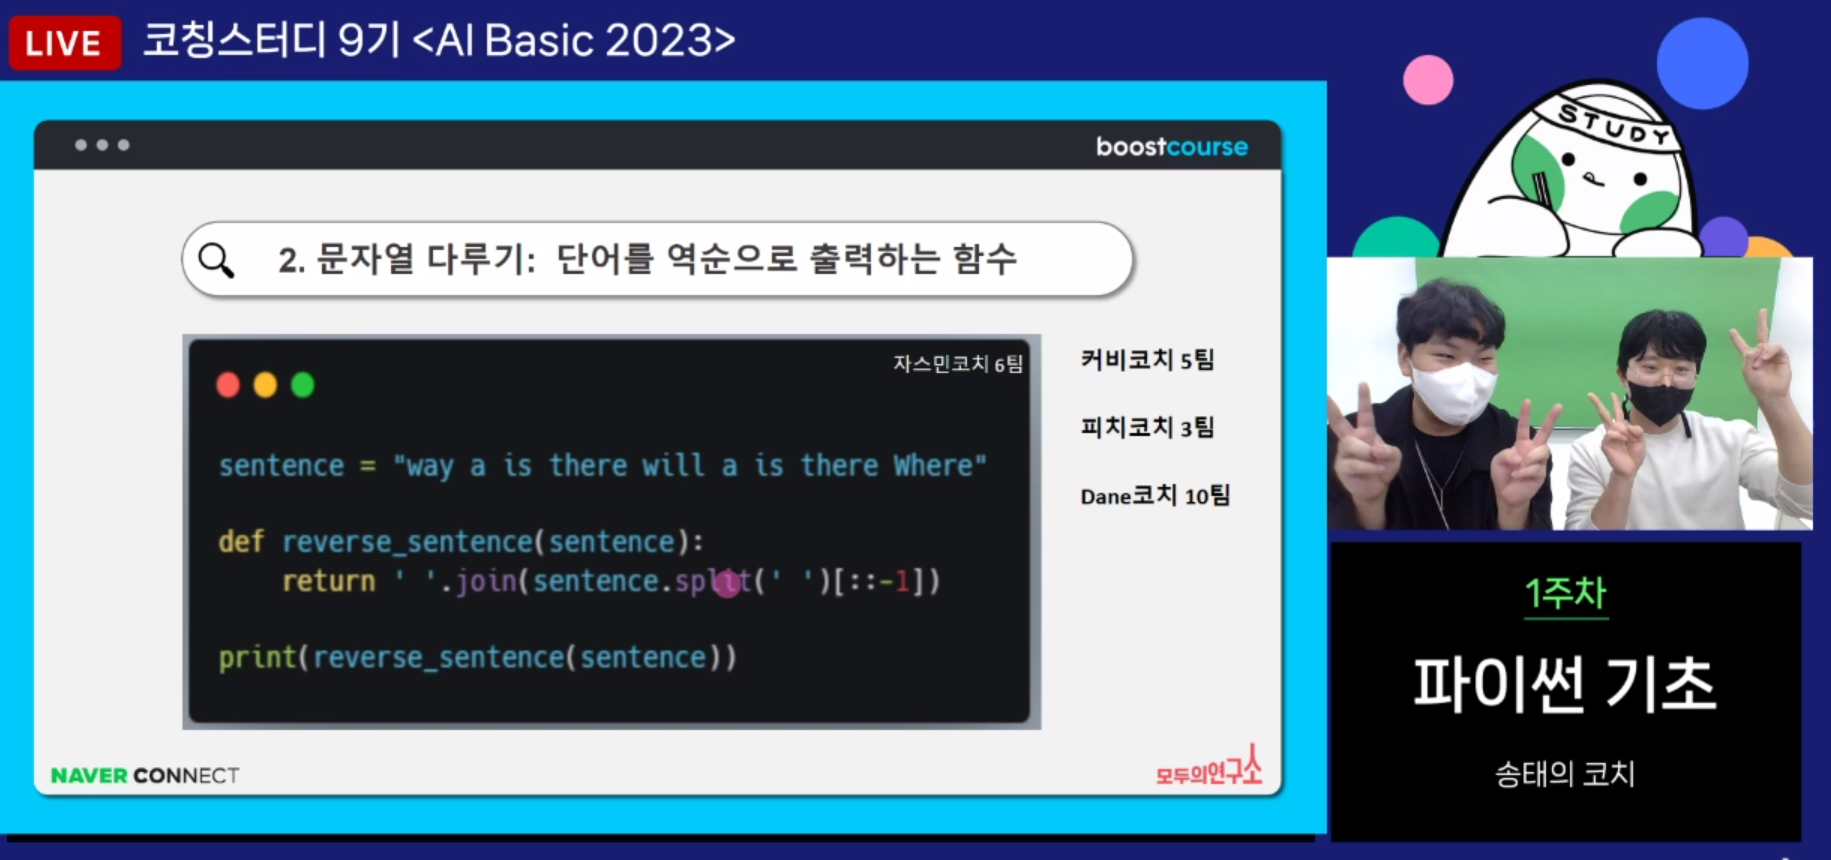 LIVE 코칭스터디 9기 <AI Basic 2023>
STUDY
boostcourse
2. 문자열 다루기: 단어를 역순으로 출력하는 함수
자스민코치 6팀
sentence = "way a is there will a is there Where"
def reverse_sentence(sentence):
    return ' '.join(sentence.split(' ')[::-1])
print(reverse_sentence(sentence))
커비코치 5팀
피치코치 3팀
Dane코치 10팀
NAVER CONNECT
모두의연구소
1주차
파이썬 기초
송태의 코치